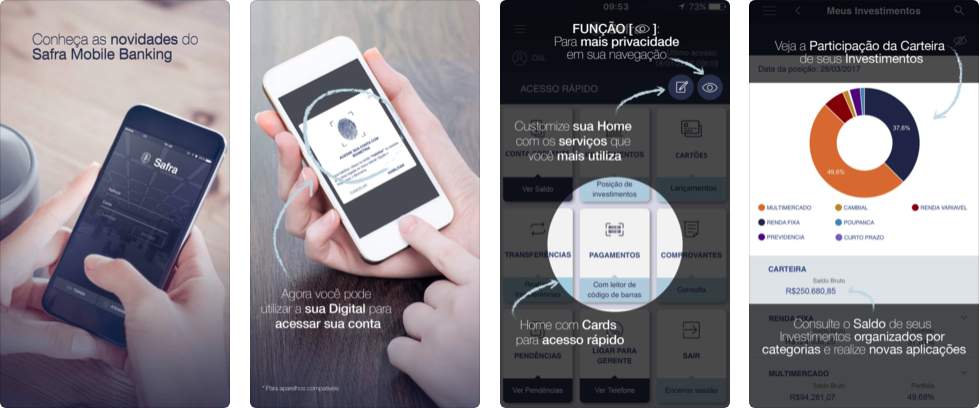 Conheça as novidades do
Safra Mobile Banking
Safra
ACESSE SUA CONTA COM
BIOMETRIA
CANCELAR
HABILITAR
Agora você pode
utilizar a sua Digital para
acessar sua conta
* Para aparelhos compatíveis
09:53
73%
FUNÇÃO [ ]:
Para mais privacidade
em sua navegação
Olá,
ACESSO RÁPIDO
Customize sua Home
com os serviços que
você mais utiliza
CARTÕES
Ver Saldo
Posição de
investimentos
Lançamentos
TRANSFERÊNCIAS
PAGAMENTOS
COMPROVANTES
Com leitor de
código de barras
Consulta
Home com Cards
para acesso rápido
PENDÊNCIAS
LIGAR PARA
GERENTE
SAIR
Ver Pendências
Ver Telefone
Encerrar sessão
Meus Investimentos
Veja a Participação da Carteira
de seus Investimentos
Data da posição: 28/03/2017
37,6%
49,6%
MULTIMERCADO
CAMBIAL
RENDA VARIAVEL
RENDA FIXA
POUPANCA
PREVIDENCIA
CURTO PRAZO
CARTEIRA
Saldo Bruto
R$250.680,85
RENDA FIXA
Consulte o Saldo de seus
Investimentos organizados por
categorias e realize novas aplicações
MULTIMERCADO
Saldo Bruto
Portfólio
R$94.281,07
49,68%